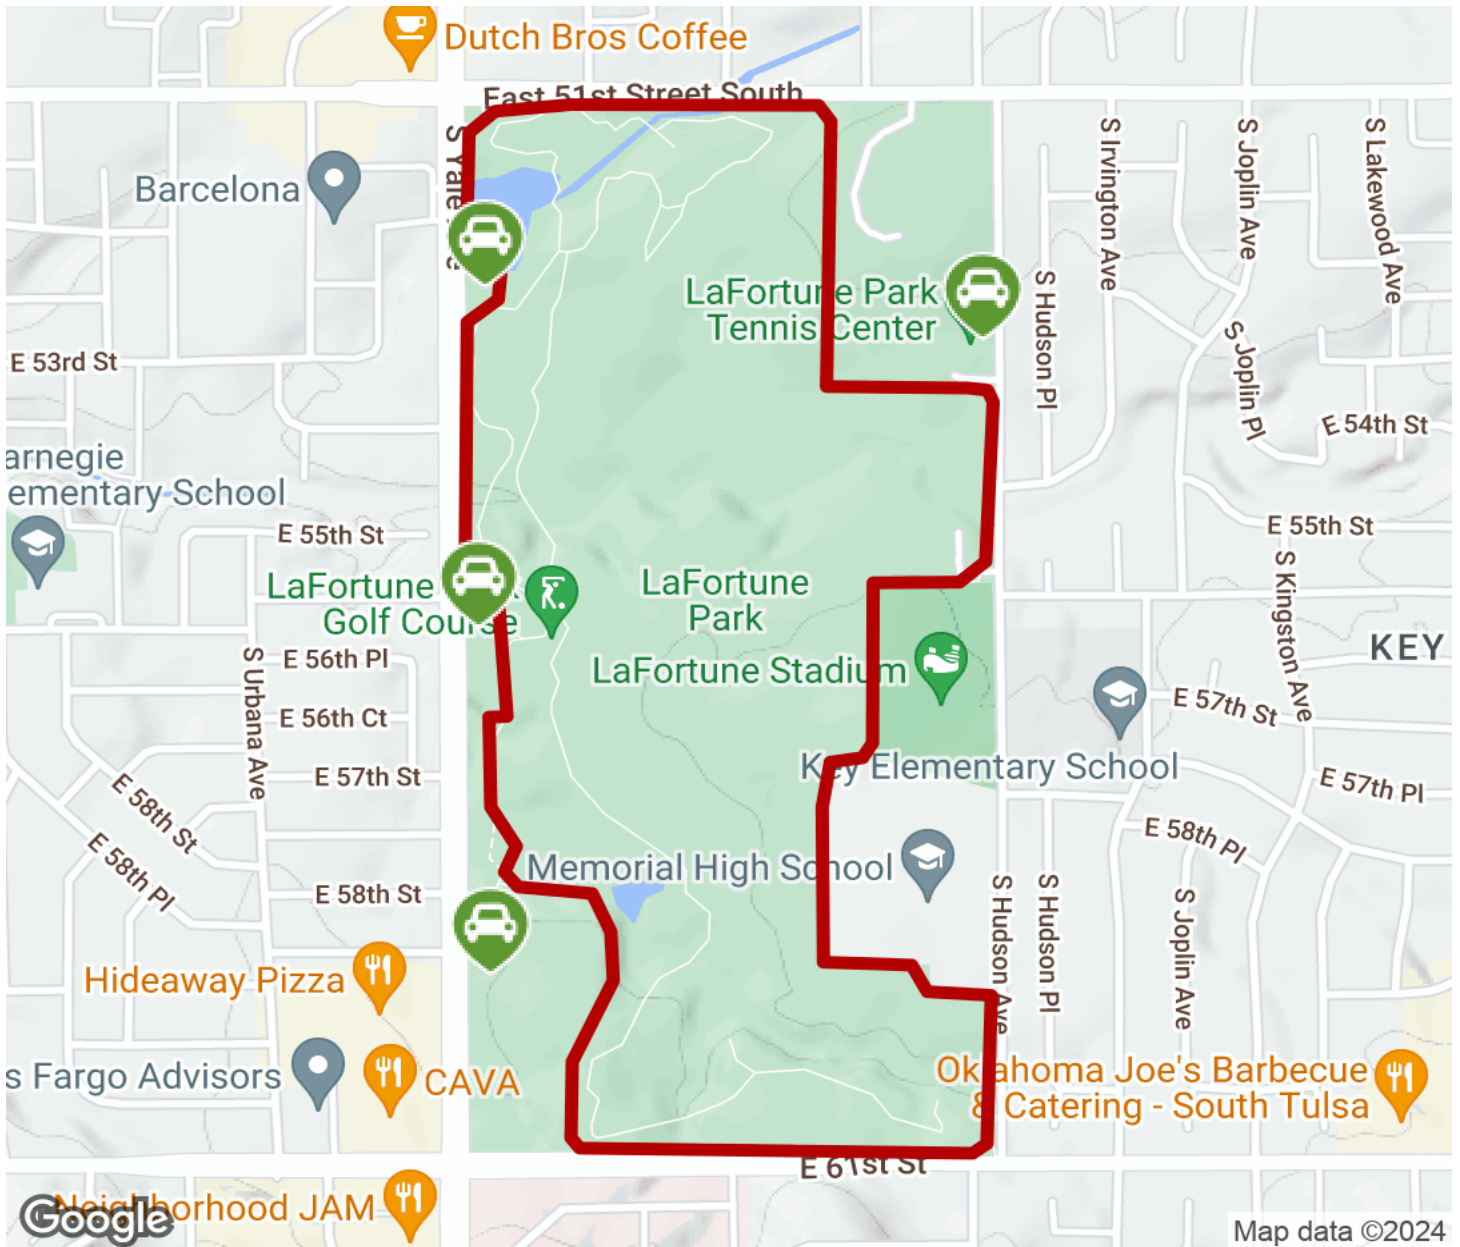 Dutch Bros Coffee
East 51st Street South
S Irvington Ave
S Joplin Ave
S Lakewood Ave
Barcelona
LaFortune Park
Tennis Center
S Hudson Pl
E 53rd St
S Joplin Pl
E 54th St
arnegie
ementary School
E 55th St
E 55th St
LaFortune
Golf Course
LaFortune
Park
S Kingston Ave
KEY
S Urbana Ave
E 56th Pl
LaFortune Stadium
E 57th St
E 56th Ct
E 57th St
Key Elementary School
E 57th Pl
E 58th St
E 58th Pl
E 58th Pl
Memorial High School
E 58th St
S Hudson Ave
S Hudson Pl
S Joplin Ave
Hideaway Pizza
s Fargo Advisors
CAVA
Oklahoma Joe's Barbecue
& Catering - South Tulsa
E 61st St
Neighborhood JAM
Google
Map data ©2024